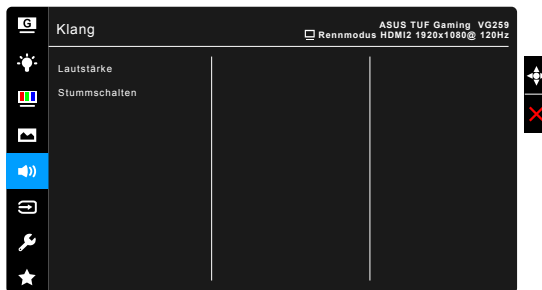 G
Klang
ASUS TUF Gaming VG259
Rennmodus HDMI2 1920x1080@ 120Hz
Lautstärke
Stummschalten